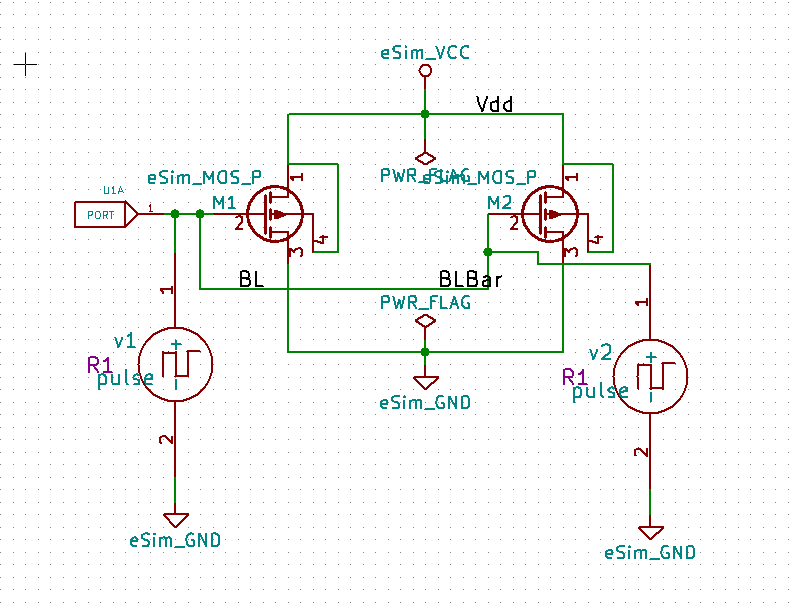 eSim_VCC
Vdd
eSim_MOS_P
PWR_FLAG
eSim_MOS_P
U1A
PORT
1
M1
2
1
4
3
M2
2
1
4
3
BL
BLBar
PWR_FLAG
1
1
v1
R1
pulse
+
v2
R1
pulse
+
eSim_GND
2
2
eSim_GND
eSim_GND